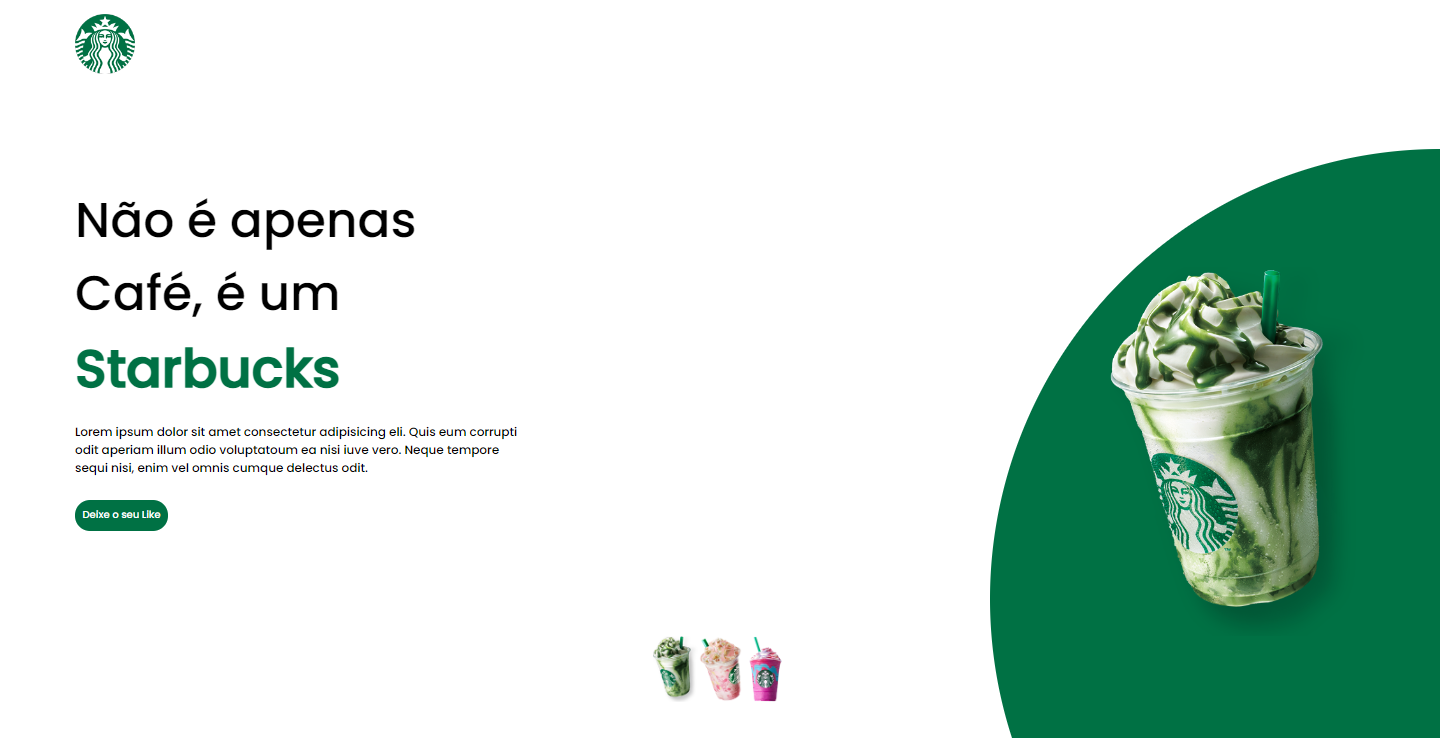 Não é apenas
Café, é um
Starbucks
Lorem ipsum dolor sit amet consectetur adipisicing eli. Quis eum corrupti
odit aperiam illum odio voluptatoum ea nisi iuve vero. Neque tempore
sequi nisi, enim vel omnis cumque delectus odit.
Deixe o seu Like